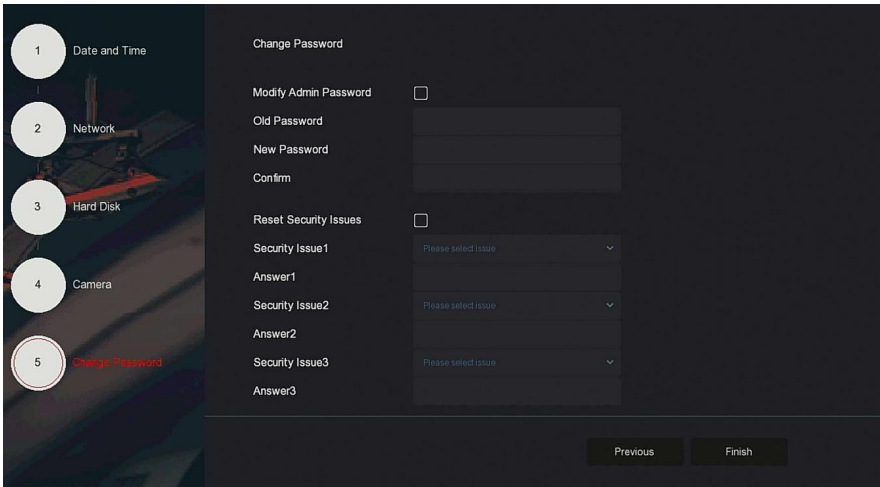 1 Date and Time
2 Network
3 Hard Disk
4 Camera
5 Change Password
Change Password
Modify Admin Password
Old Password
New Password
Confirm
Reset Security Issues
Security Issue1 Please select issue
Answer1
Security Issue2 Please select issue
Answer2
Security Issue3 Please select issue
Answer3
Previous Finish